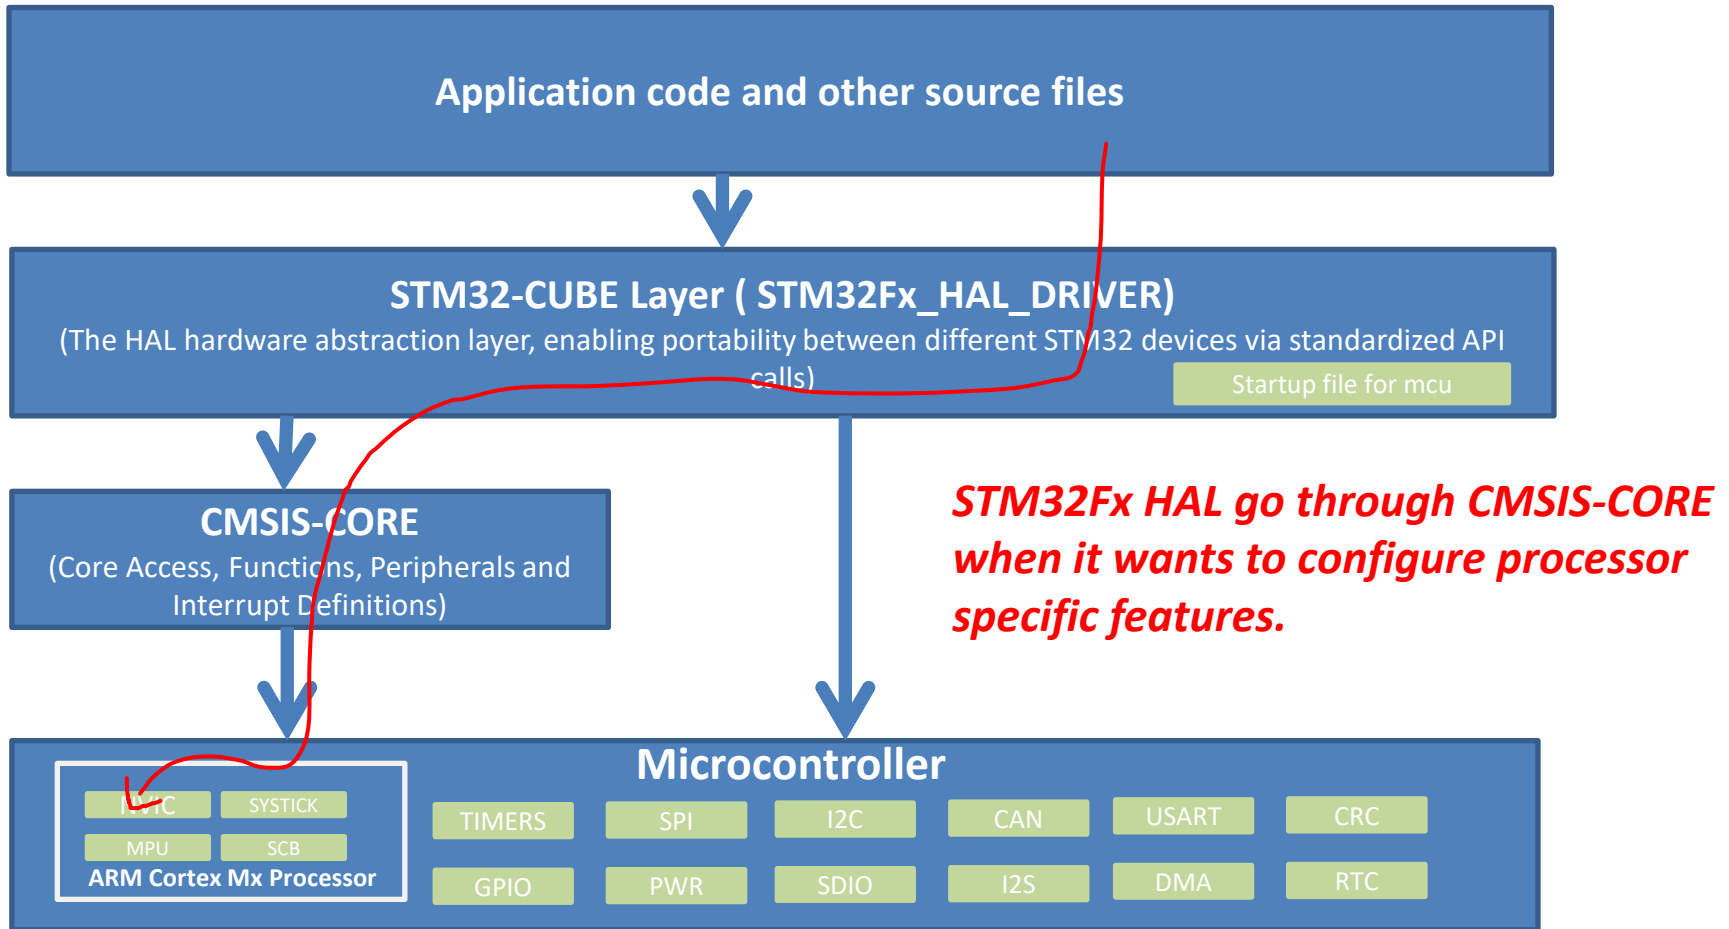 Application code and other source files
STM32-CUBE Layer ( STM32Fx_HAL_DRIVER)
(The HAL hardware abstraction layer, enabling portability between different STM32 devices via standardized API
calls)
Startup file for mcu
CMSIS-CORE
(Core Access, Functions, Peripherals and
Interrupt Definitions)
STM32Fx HAL go through CMSIS-CORE
when it wants to configure processor
specific features.
Microcontroller
NVIC
SYSTICK
MPU
SCB
ARM Cortex Mx Processor
TIMERS
SPI
I2C
CAN
USART
CRC
GPIO
PWR
SDIO
I2S
DMA
RTC